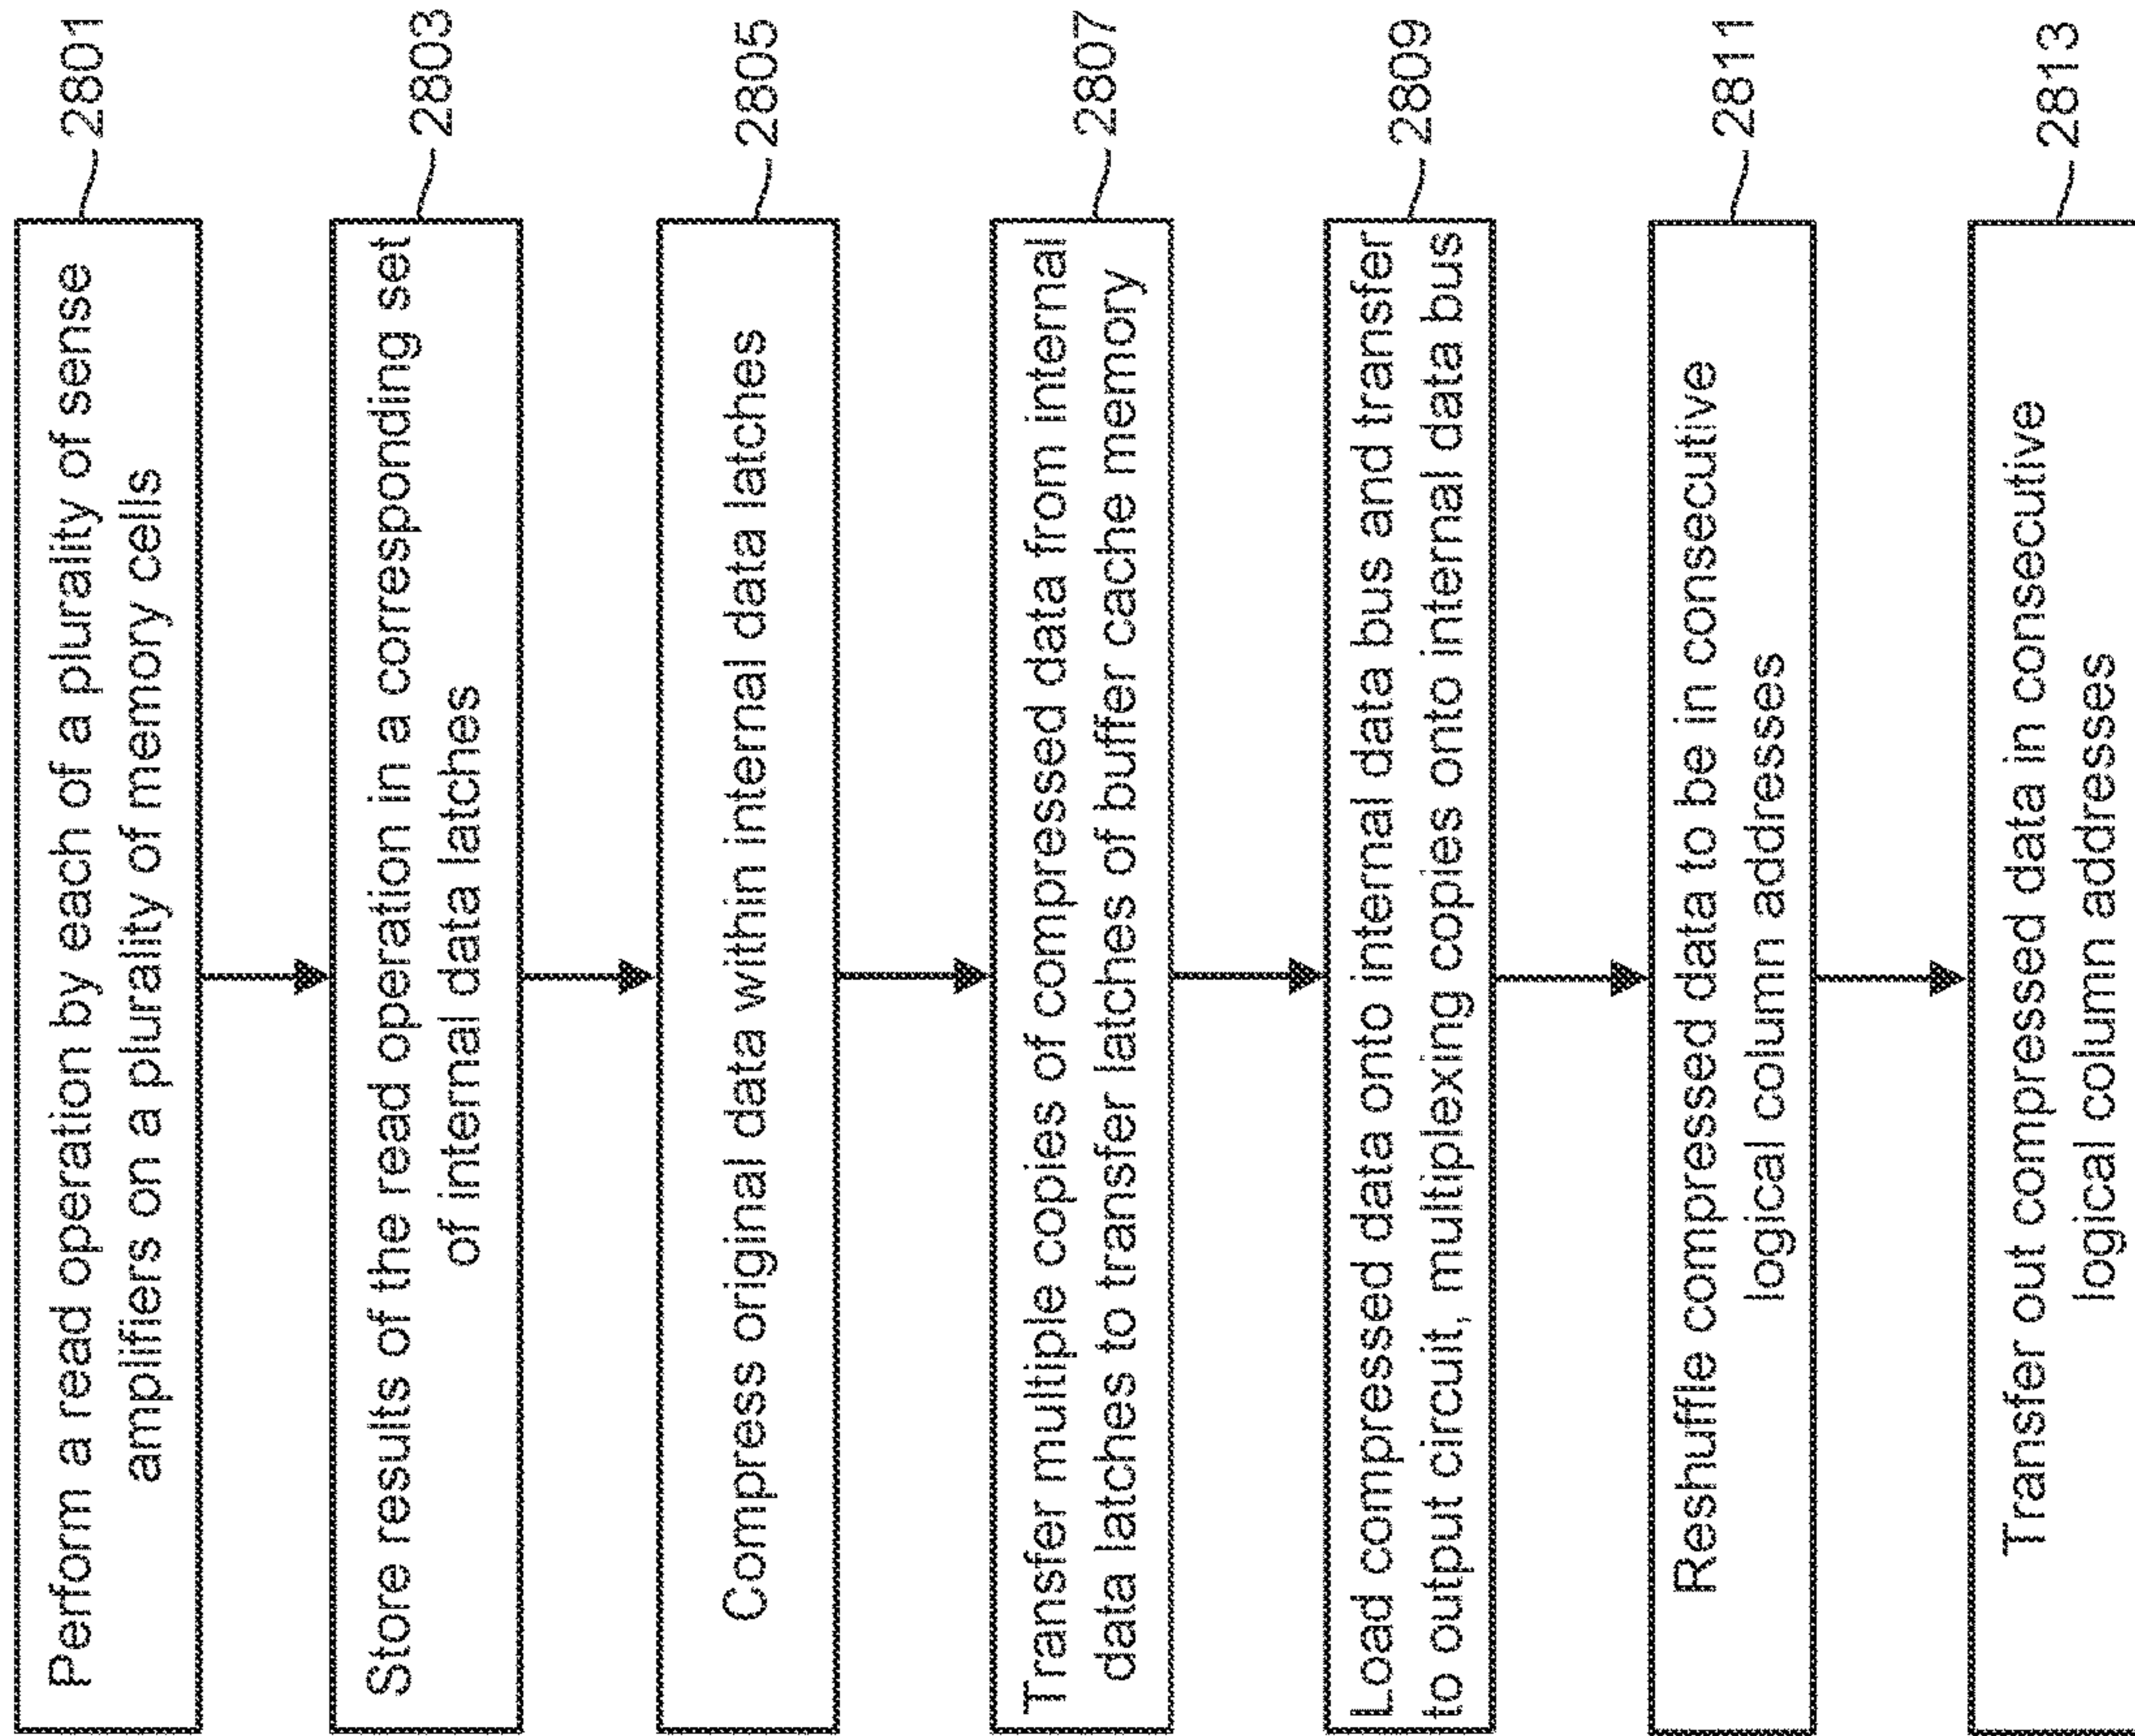 Perform a read operation by each of a plurality of sense
amplifiers on a plurality of memory cells
2801
Store results of the read operation in a corresponding set
of internal data latches
2803
Compress original data within internal data latches
2805
Transfer multiple copies of compressed data from internal
data latches to transfer latches of buffer cache memory
2807
Load compressed data onto internal data bus and transfer
to output circuit, multiplexing copies onto internal data bus
2809
Reshuffle compressed data to be in consecutive
logical column addresses
2811
Transfer out compressed data in consecutive
logical column addresses
2813